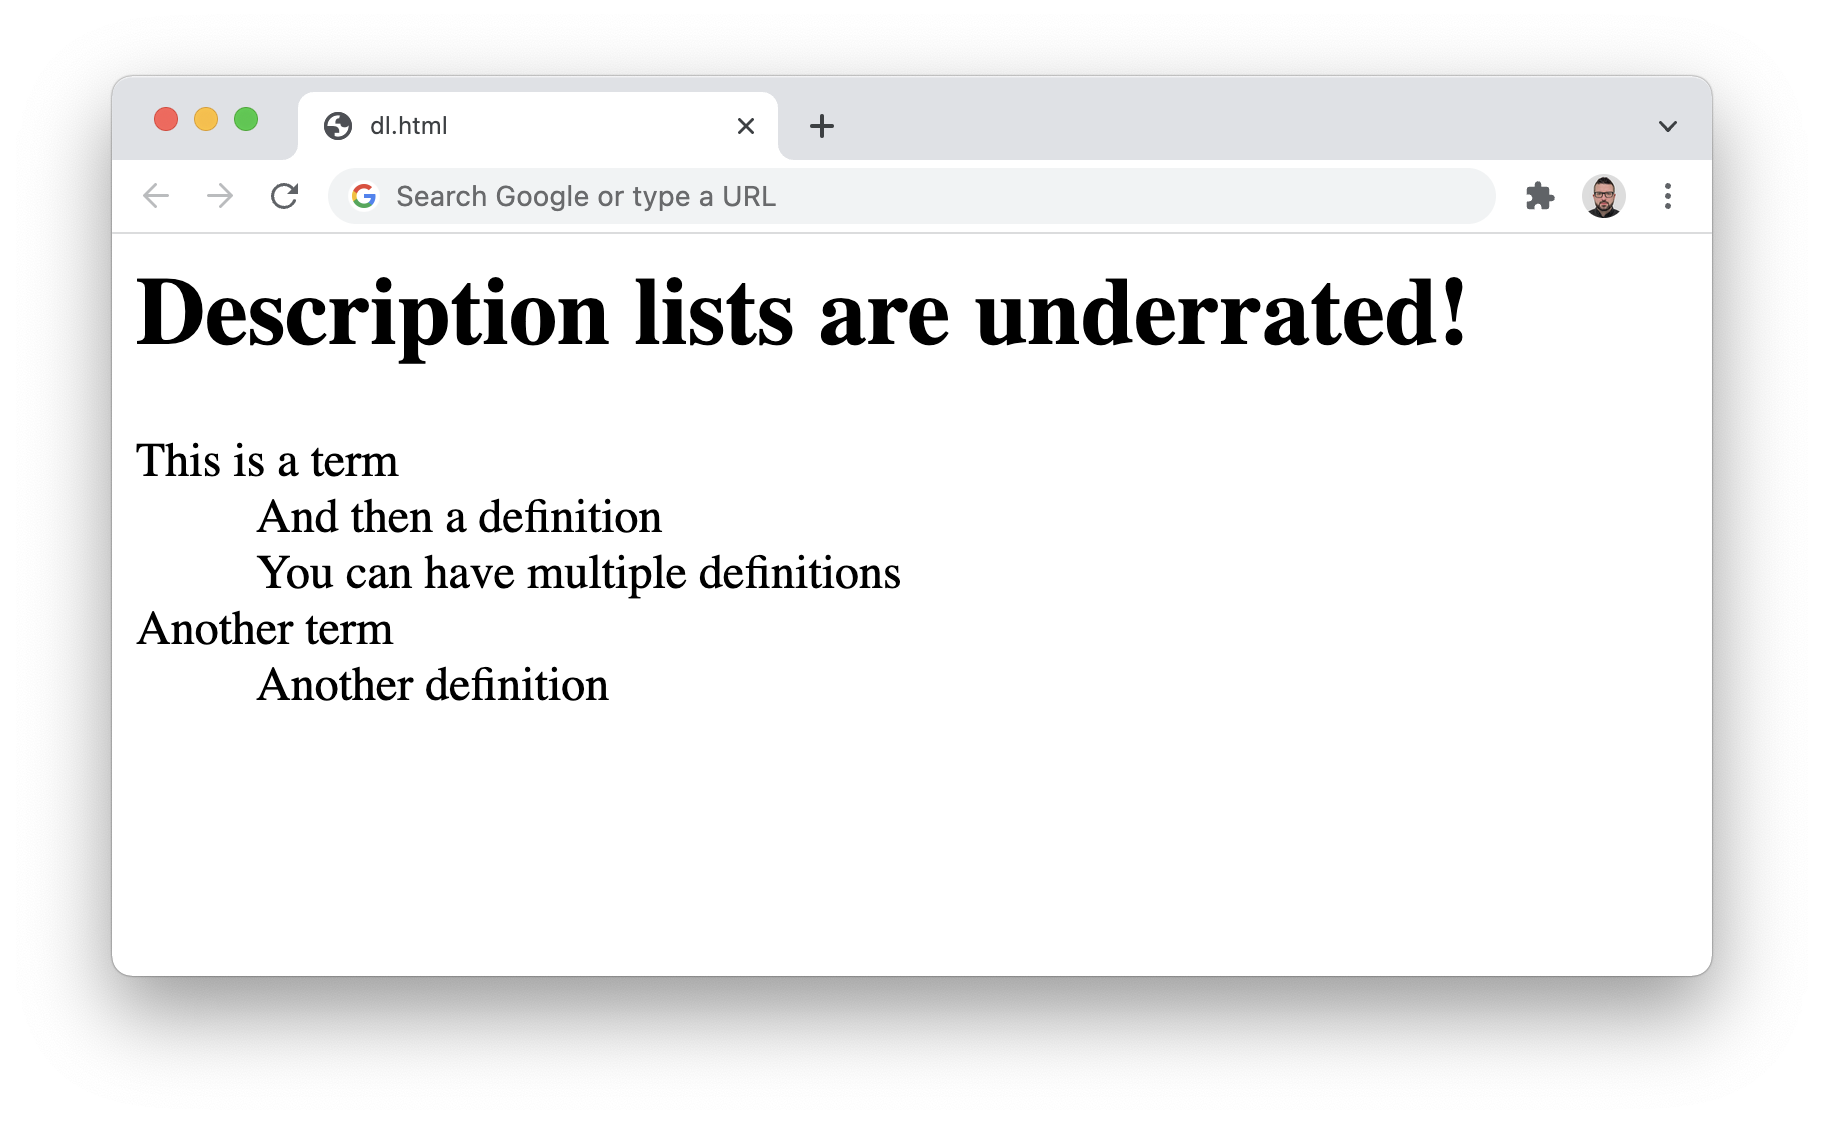 dl.html
Search Google or type a URL
Description lists are underrated!
This is a term
And then a definition
You can have multiple definitions
Another term
Another definition